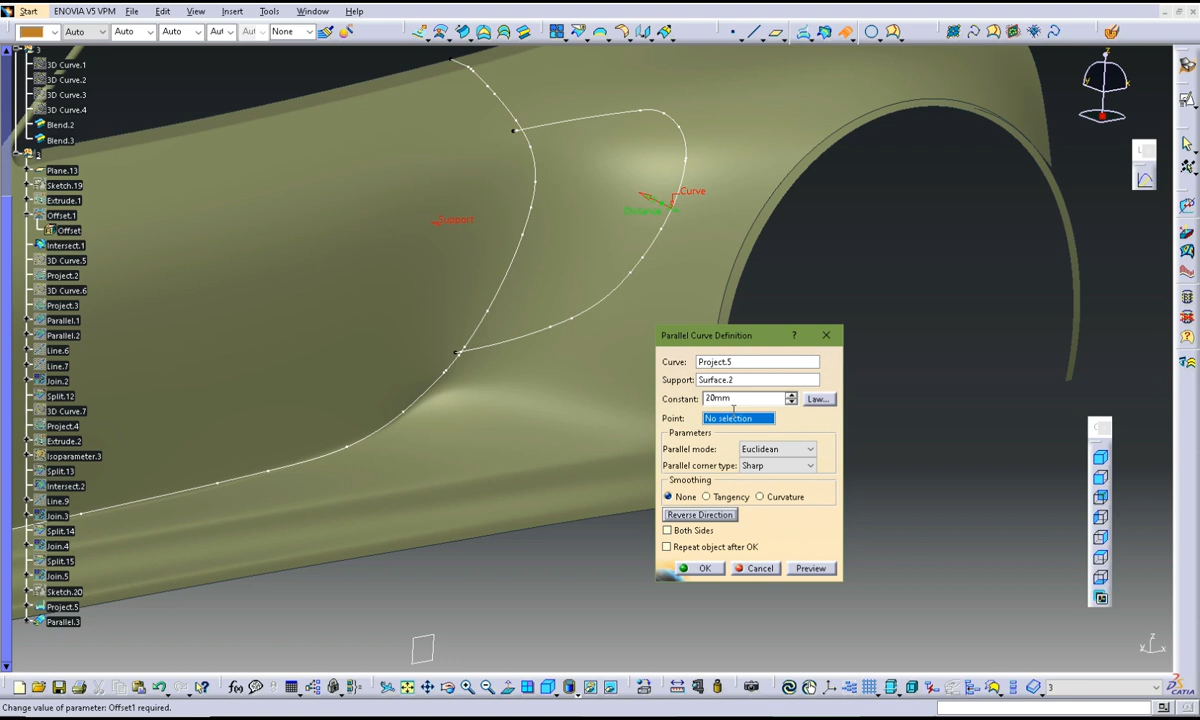 Start ENOVIA V5 VPM File Edit View Insert Tools Window Help
Auto Auto Auto Aut Aut None
3
3D Curve.1
3D Curve.2
3D Curve.3
3D Curve.4
Blend.2
Blend.3
3
Plane.13
Sketch.19
Extrude.1
Offset.1
Offset
Intersect.1
3D Curve.5
Project.2
3D Curve.6
Project.3
Parallel.1
Parallel.2
Line.6
Line.7
Join.2
Split.12
3D Curve.7
Project.4
Extrude.2
Isoparameter.3
Split.13
Intersect.2
Line.9
Join.3
Split.14
Join.4
Split.15
Join.5
Sketch.20
Project.5
Parallel.3
Support
Curve
Distance
z
y
x
L
Parallel Curve Definition ?
Curve: Project.5
Support: Surface.2
Constant: 20mm Law...
Point: No selection
Parameters
Parallel mode: Euclidean
Parallel corner type: Sharp
Smoothing
None Tangency Curvature
Reverse Direction
Both Sides
Repeat object after OK
OK Cancel Preview
z
x
f(x) 3
CATIA
Change value of parameter: Offset1 required.